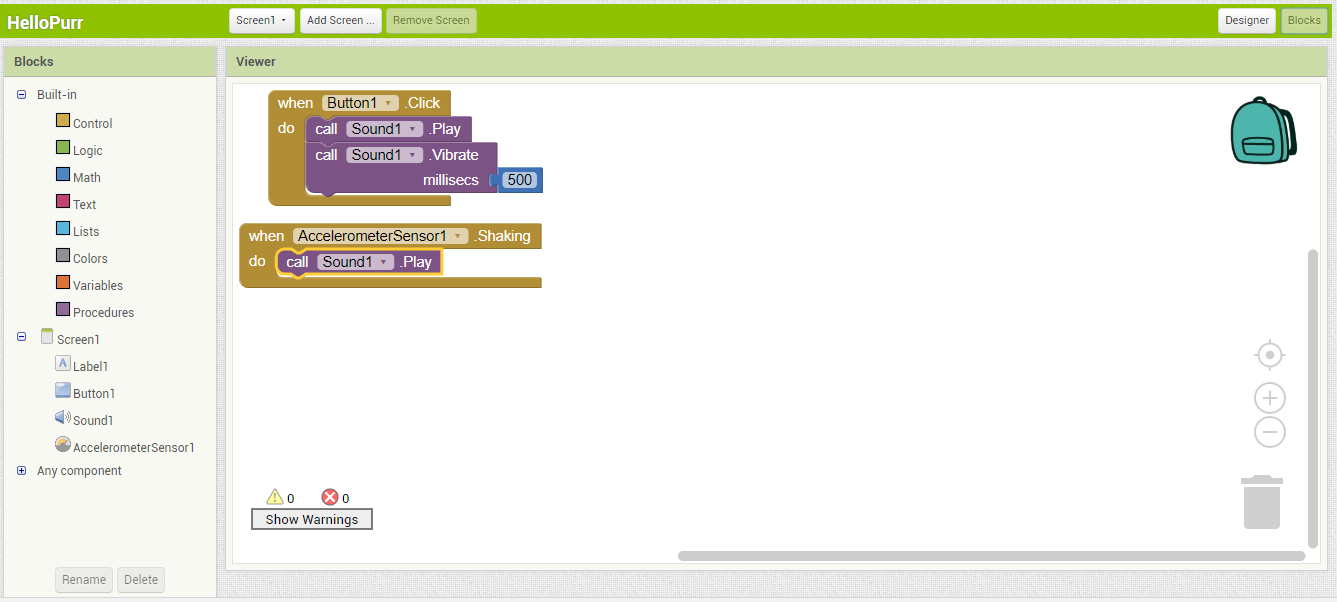 HelloPurr
Screen1
Add Screen ...
Remove Screen
Designer
Blocks
Blocks
Built-in
Control
Logic
Math
Text
Lists
Colors
Variables
Procedures
Screen1
Label1
Button1
Sound1
AccelerometerSensor1
Any component
Rename
Delete
Viewer
when Button1 .Click
do call Sound1 .Play
call Sound1 .Vibrate
millisecs 500
when AccelerometerSensor1 .Shaking
do call Sound1 .Play
0 0
Show Warnings